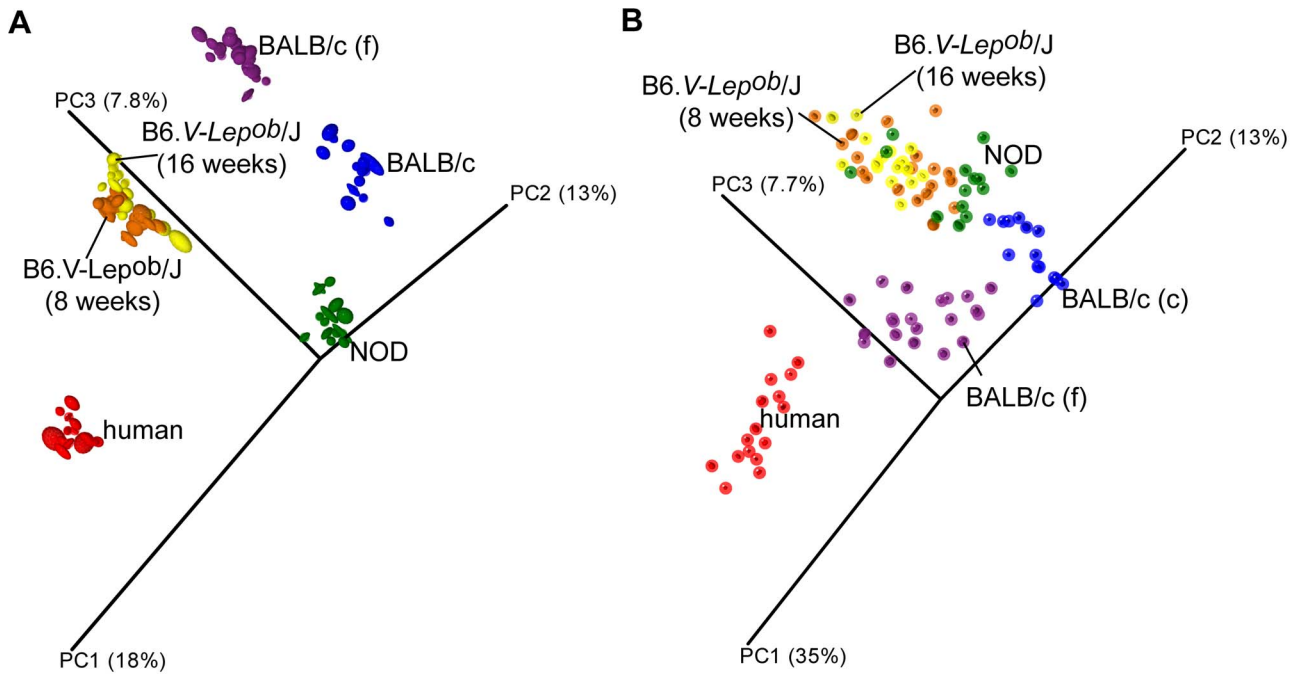 A
BALB/c (f)
PC3 (7.8%)
B6.V-Lepob/J
(16 weeks)
BALB/c
PC2 (13%)
B6.V-Lepob/J
(8 weeks)
NOD
human
PC1 (18%)
B
B6.V-Lepob/J
(16 weeks)
B6.V-Lepob/J
(8 weeks)
NOD
PC2 (13%)
PC3 (7.7%)
BALB/c (c)
BALB/c (f)
human
PC1 (35%)